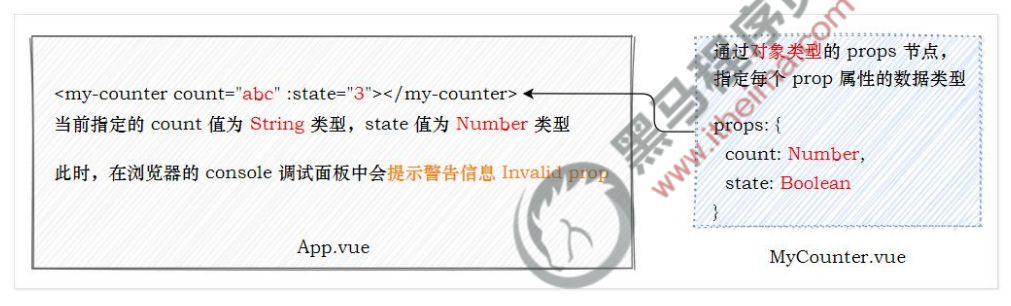 <my-counter count="abc" :state="3"></my-counter>
当前指定的 count 值为 String 类型，state 值为 Number 类型
此时，在浏览器的 console 调试面板中会提示警告信息 Invalid prop
App.vue
通过对象类型的 props 节点，
指定每个 prop 属性的数据类型
props: {
count: Number,
state: Boolean
}
MyCounter.vue
黑马程序员
www.itheima.com